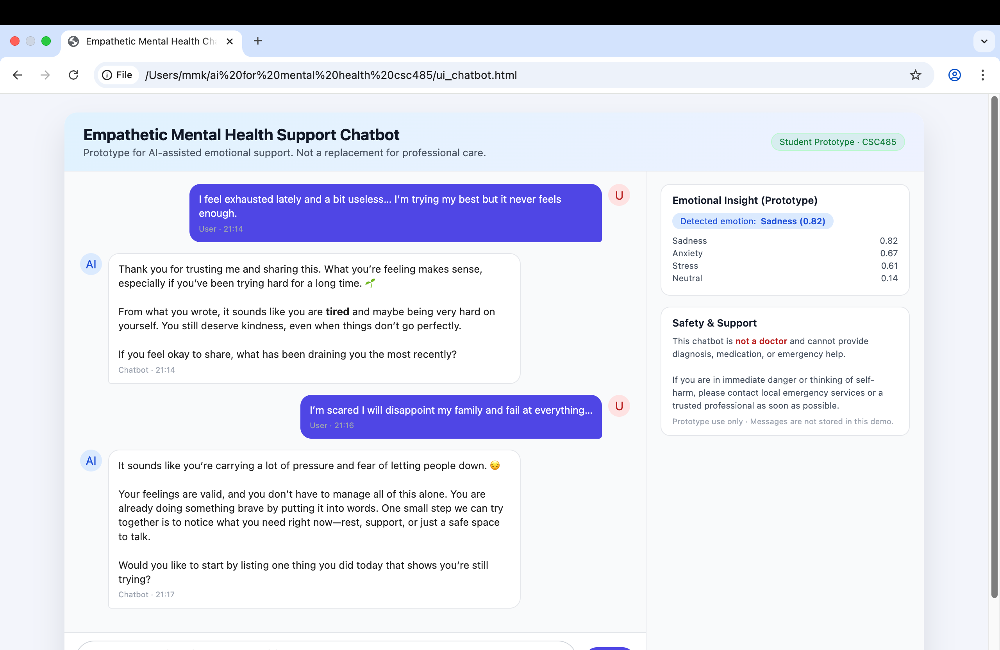 Empathetic Mental Health Ch
File
/Users/mmk/ai%20for%20mental%20health%20csc485/ui_chatbot.html
Empathetic Mental Health Support Chatbot
Prototype for AI-assisted emotional support. Not a replacement for professional care.
Student Prototype · CSC485
I feel exhausted lately and a bit useless… I’m trying my best but it never feels
enough.
User · 21:14
U
AI
Thank you for trusting me and sharing this. What you’re feeling makes sense,
especially if you’ve been trying hard for a long time. 🌱
From what you wrote, it sounds like you are tired and maybe being very hard on
yourself. You still deserve kindness, even when things don’t go perfectly.
If you feel okay to share, what has been draining you the most recently?
Chatbot · 21:14
I’m scared I will disappoint my family and fail at everything…
User · 21:16
U
AI
It sounds like you’re carrying a lot of pressure and fear of letting people down. 😔
Your feelings are valid, and you don’t have to manage all of this alone. You are
already doing something brave by putting it into words. One small step we can try
together is to notice what you need right now—rest, support, or just a safe space
to talk.
Would you like to start by listing one thing you did today that shows you’re still
trying?
Chatbot · 21:17
Emotional Insight (Prototype)
Detected emotion: Sadness (0.82)
Sadness 0.82
Anxiety 0.67
Stress 0.61
Neutral 0.14
Safety & Support
This chatbot is not a doctor and cannot provide
diagnosis, medication, or emergency help.
If you are in immediate danger or thinking of self-
harm, please contact local emergency services or a
trusted professional as soon as possible.
Prototype use only · Messages are not stored in this demo.